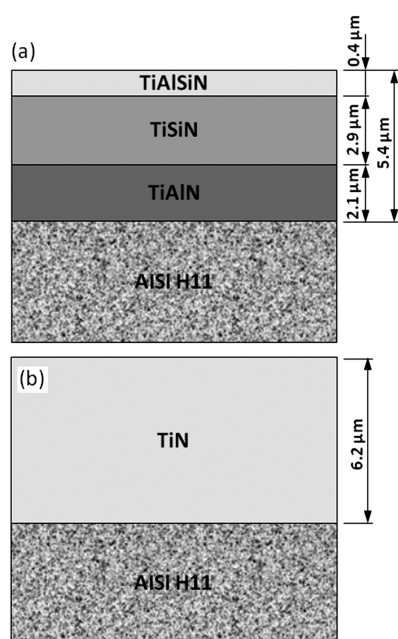 (a)
TiAlSiN
0.4 µm
TiSiN
2.9 µm
5.4 µm
TiAlN
2.1 µm
AISI H11
(b)
TiN
6.2 µm
AISI H11